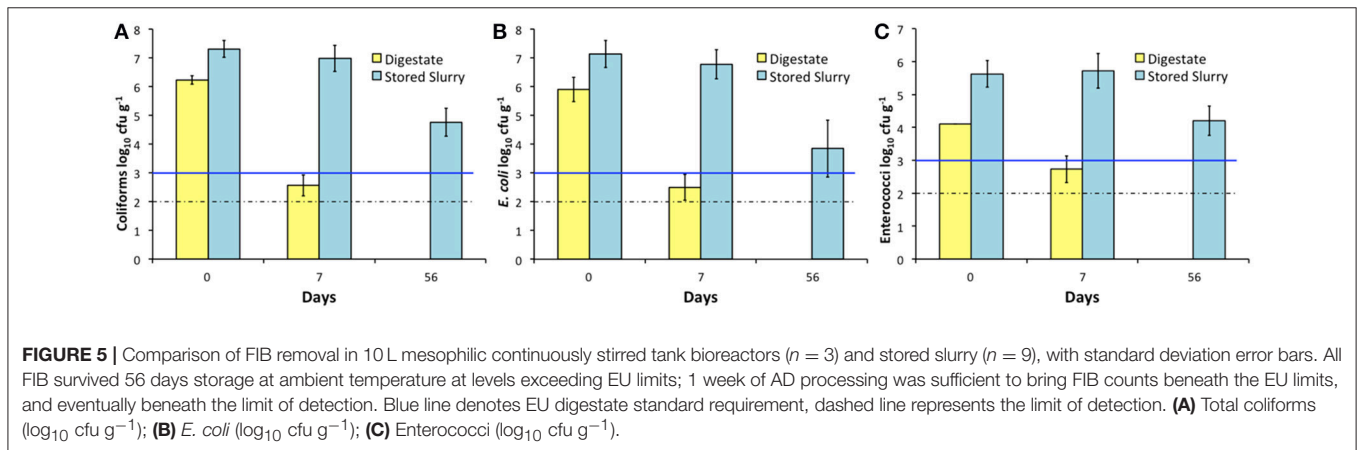 A
Coliforms log10 cfu g-1
8
7
6
5
4
3
2
1
0
Digestate
Stored Slurry
0 7 56
Days
B
E. coli log10 cfu g-1
8
7
6
5
4
3
2
1
0
Digestate
Stored Slurry
0 7 56
Days
C
Enterococci log10 cfu g-1
7
6
5
4
3
2
1
0
Digestate
Stored Slurry
0 7 56
Days
FIGURE 5 | Comparison of FIB removal in 10 L mesophilic continuously stirred tank bioreactors (n = 3) and stored slurry (n = 9), with standard deviation error bars. All
FIB survived 56 days storage at ambient temperature at levels exceeding EU limits; 1 week of AD processing was sufficient to bring FIB counts beneath the EU limits,
and eventually beneath the limit of detection. Blue line denotes EU digestate standard requirement, dashed line represents the limit of detection. (A) Total coliforms
(log10 cfu g−1); (B) E. coli (log10 cfu g−1); (C) Enterococci (log10 cfu g−1).